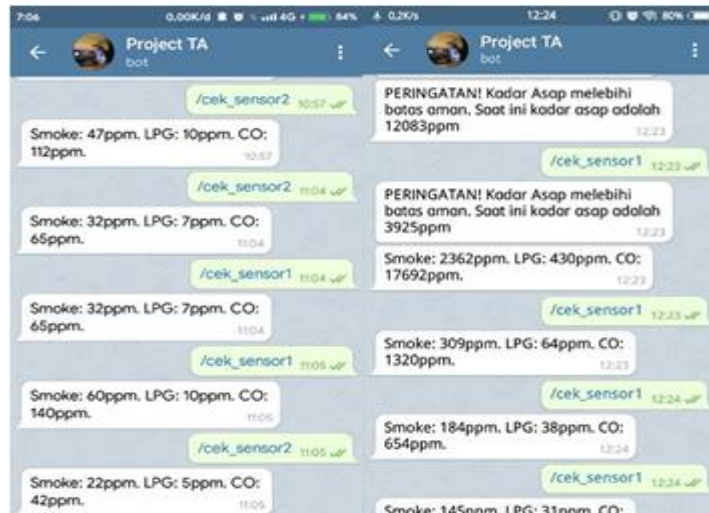 7:06
0.00K/d
4G
84%
Project TA
bot
/cek_sensor2 10:57
Smoke: 47ppm. LPG: 10ppm. CO:
112ppm.
10:57
/cek_sensor2 11:04
Smoke: 32ppm. LPG: 7ppm. CO:
65ppm.
11:04
/cek_sensor1 11:04
Smoke: 32ppm. LPG: 7ppm. CO:
65ppm.
11:04
/cek_sensor1 11:05
Smoke: 60ppm. LPG: 10ppm. CO:
140ppm.
11:05
/cek_sensor2 11:05
Smoke: 22ppm. LPG: 5ppm. CO:
42ppm.
11:05
0,2K/s
12:24
80%
Project TA
bot
PERINGATAN! Kadar Asap melebihi
batas aman. Saat ini kadar asap adalah
12083ppm
12:23
/cek_sensor1 12:23
PERINGATAN! Kadar Asap melebihi
batas aman. Saat ini kadar asap adalah
3925ppm
12:23
Smoke: 2362ppm. LPG: 430ppm. CO:
17692ppm.
12:23
/cek_sensor1 12:23
Smoke: 309ppm. LPG: 64ppm. CO:
1320ppm.
12:23
/cek_sensor1 12:24
Smoke: 184ppm. LPG: 38ppm. CO:
654ppm.
12:24
/cek_sensor1 12:24
Smoke: 145ppm. LPG: 31ppm. CO: